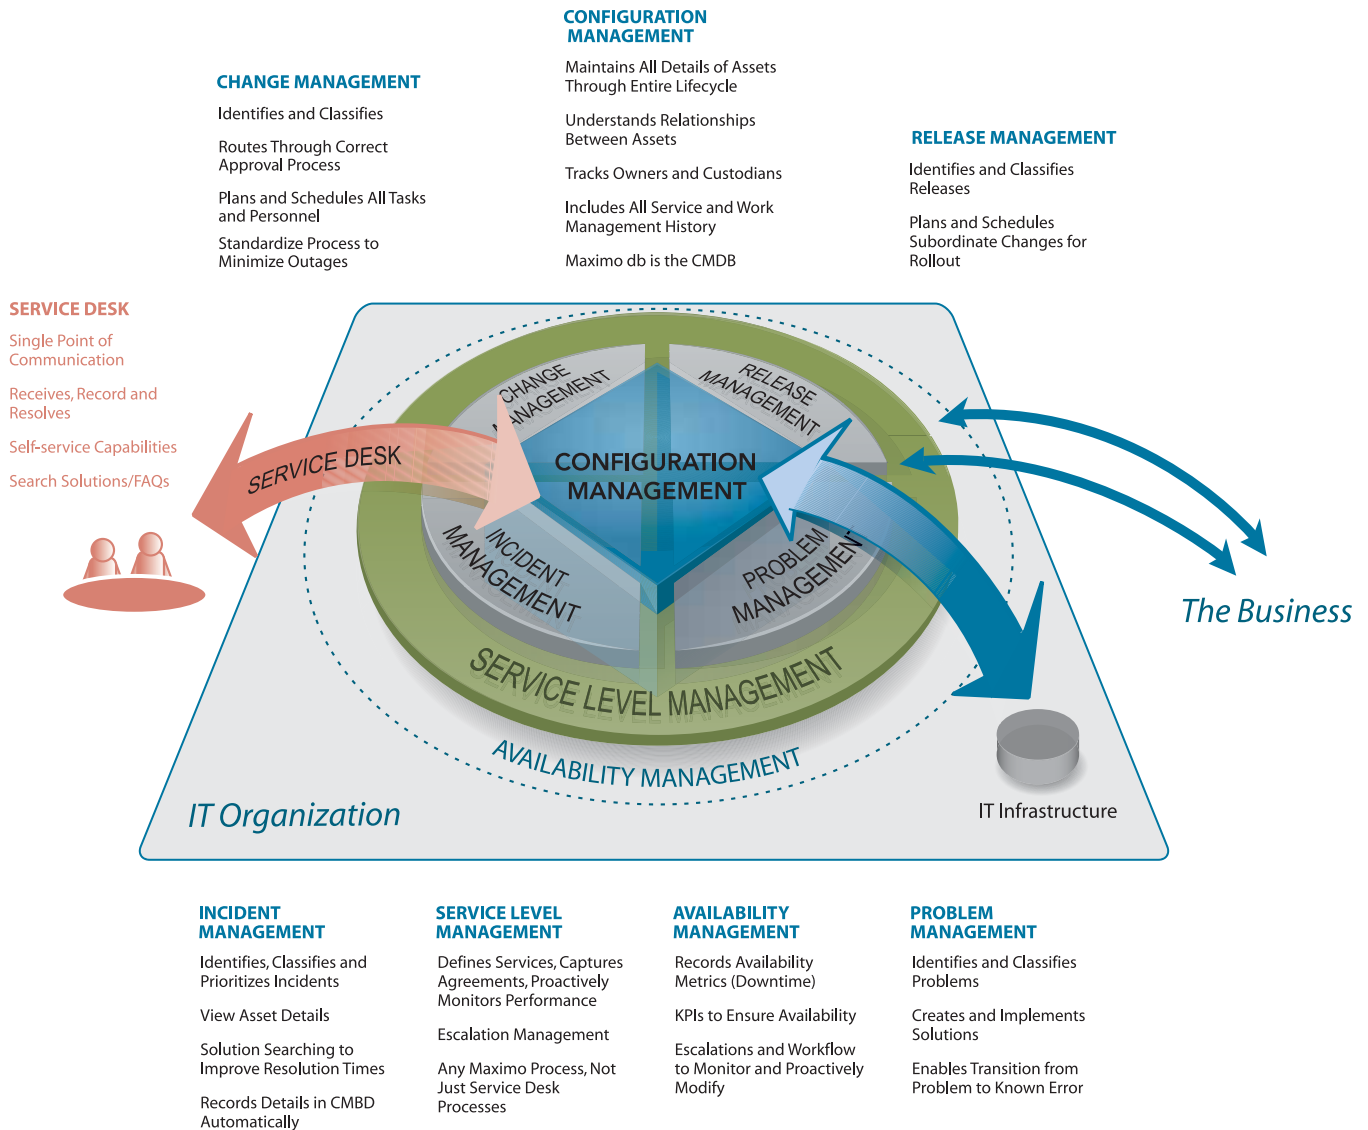 CONFIGURATION
MANAGEMENT
Maintains All Details of Assets
Through Entire Lifecycle
Understands Relationships
Between Assets
Tracks Owners and Custodians
Includes All Service and Work
Management History
Maximo db is the CMDB
CHANGE MANAGEMENT
Identifies and Classifies
Routes Through Correct
Approval Process
Plans and Schedules All Tasks
and Personnel
Standardize Process to
Minimize Outages
RELEASE MANAGEMENT
Identifies and Classifies
Releases
Plans and Schedules
Subordinate Changes for
Rollout
SERVICE DESK
Single Point of
Communication
Receives, Record and
Resolves
Self-service Capabilities
Search Solutions/FAQs
SERVICE DESK
CHANGE
MANAGEMENT
RELEASE
MANAGEMENT
CONFIGURATION
MANAGEMENT
INCIDENT
MANAGEMENT
PROBLEM
MANAGEMENT
SERVICE LEVEL MANAGEMENT
AVAILABILITY MANAGEMENT
The Business
IT Organization
IT Infrastructure
INCIDENT
MANAGEMENT
Identifies, Classifies and
Prioritizes Incidents
View Asset Details
Solution Searching to
Improve Resolution Times
Records Details in CMBD
Automatically
SERVICE LEVEL
MANAGEMENT
Defines Services, Captures
Agreements, Proactively
Monitors Performance
Escalation Management
Any Maximo Process, Not
Just Service Desk
Processes
AVAILABILITY
MANAGEMENT
Records Availability
Metrics (Downtime)
KPIs to Ensure Availability
Escalations and Workflow
to Monitor and Proactively
Modify
PROBLEM
MANAGEMENT
Identifies and Classifies
Problems
Creates and Implements
Solutions
Enables Transition from
Problem to Known Error